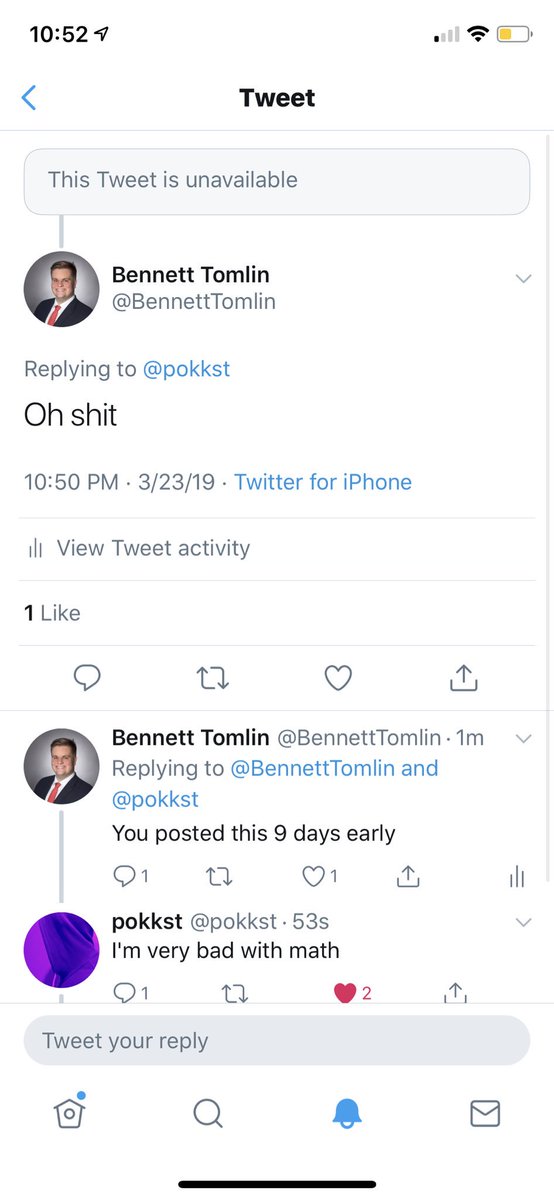 10:52
Tweet
This Tweet is unavailable
Bennett Tomlin
@BennettTomlin
Replying to @pokkst
Oh shit
10:50 PM · 3/23/19 · Twitter for iPhone
View Tweet activity
1 Like
Bennett Tomlin @BennettTomlin · 1m
Replying to @BennettTomlin and
@pokkst
You posted this 9 days early
1 1
pokkst @pokkst · 53s
I'm very bad with math
1 2
Tweet your reply